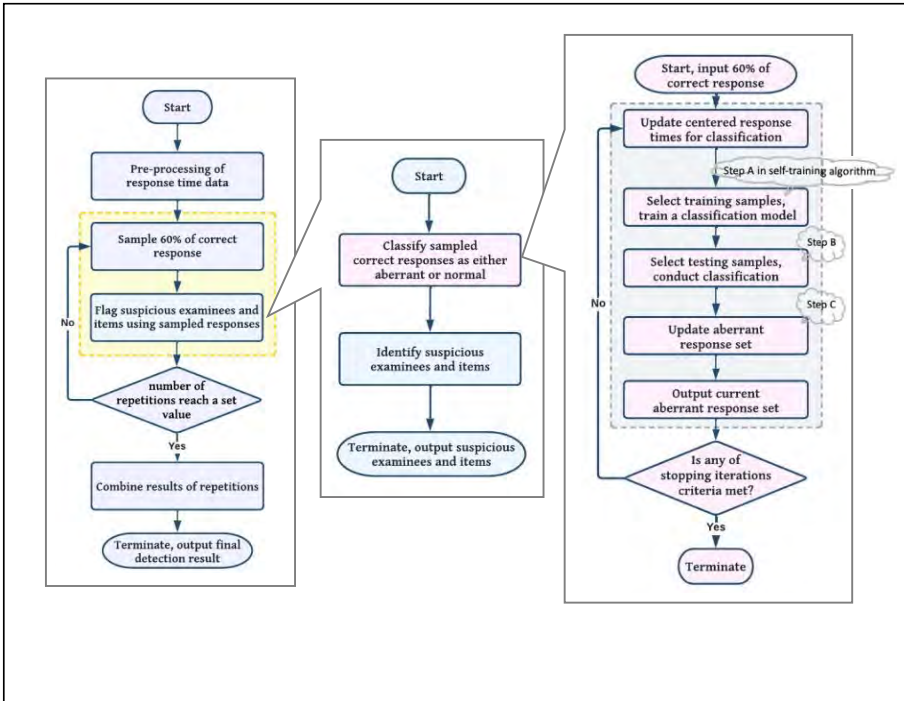 Start
Pre-processing of
response time data
Sample 60% of correct
response
Flag suspicious examinees and
items using sampled responses
No
number of
repetitions reach a set
value
Yes
Combine results of repetitions
Terminate, output final
detection result
Start
Classify sampled
correct responses as either
aberrant or normal
Identify suspicious
examinees and items
Terminate, output suspicious
examinees and items
Start, input 60% of
correct response
Update centered response
times for classification
Step A in self-training algorithm
Select training samples,
train a classification model
Step B
Select testing samples,
conduct classification
No
Step C
Update aberrant
response set
Output current
aberrant response set
Is any of
stopping iterations
criteria met?
Yes
Terminate